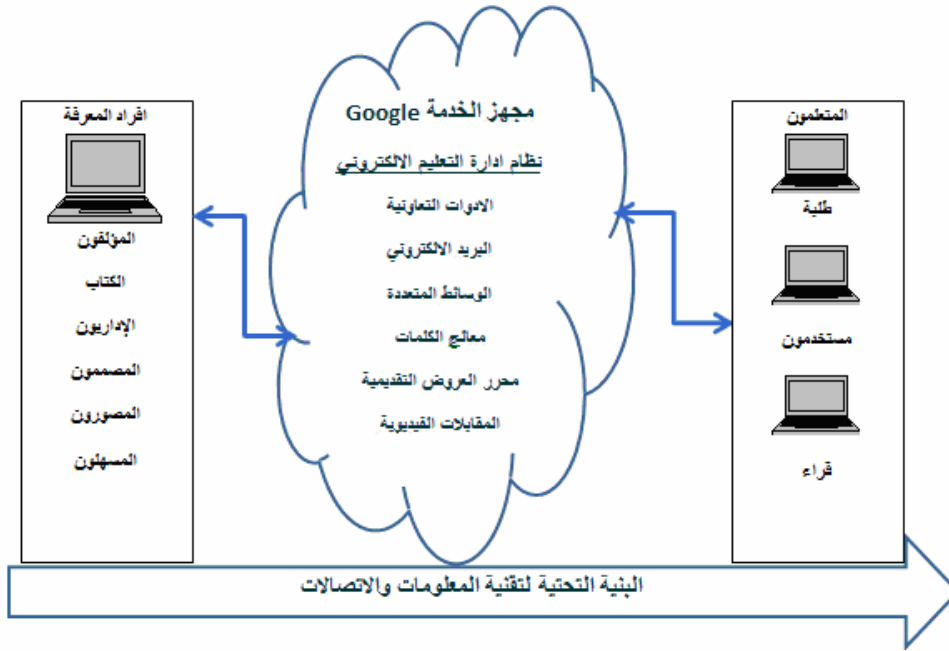 مجهز الخدمة Google
نظام ادارة التعليم الالكتروني
الادوات التعاونية
البريد الالكتروني
الوسائط المتعددة
معالج الكلمات
محرر العروض التقديمية
المقابلات الفيديوية
المتعلمون
طلبة
مستخدمون
قراء
افراد المعرفة
المؤلفون
الكتاب
الإداريون
المصممون
المصورون
المسهلون
البنية التحتية لتقنية المعلومات والاتصالات